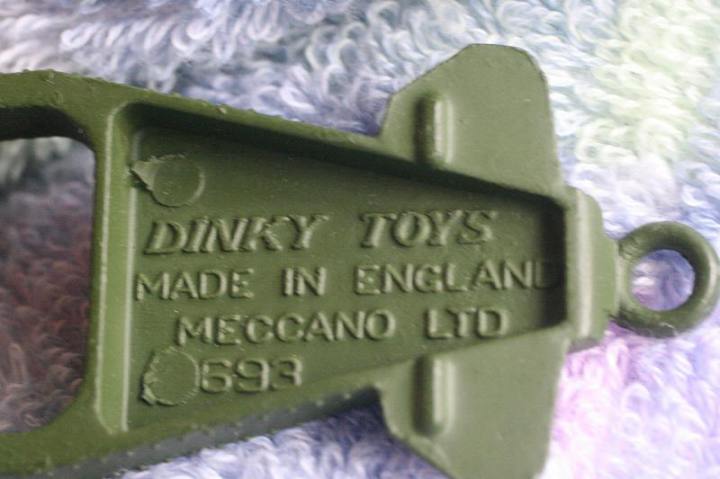 DINKY TOYS
MADE IN ENGLAND
MECCANO LTD
693